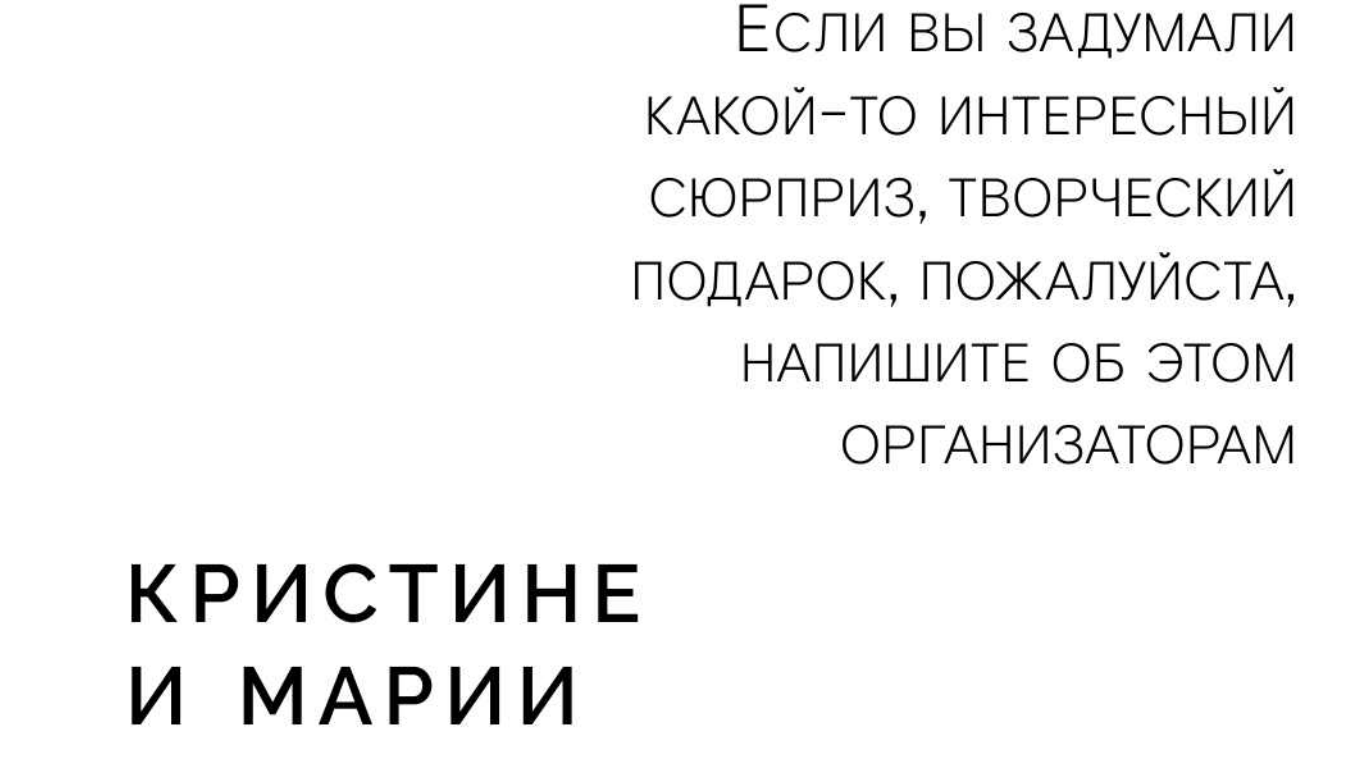 Если вы задумали
какой-то интересный
сюрприз, творческий
подарок, пожалуйста,
напишите об этом
организаторам
КРИСТИНЕ
И МАРИИ